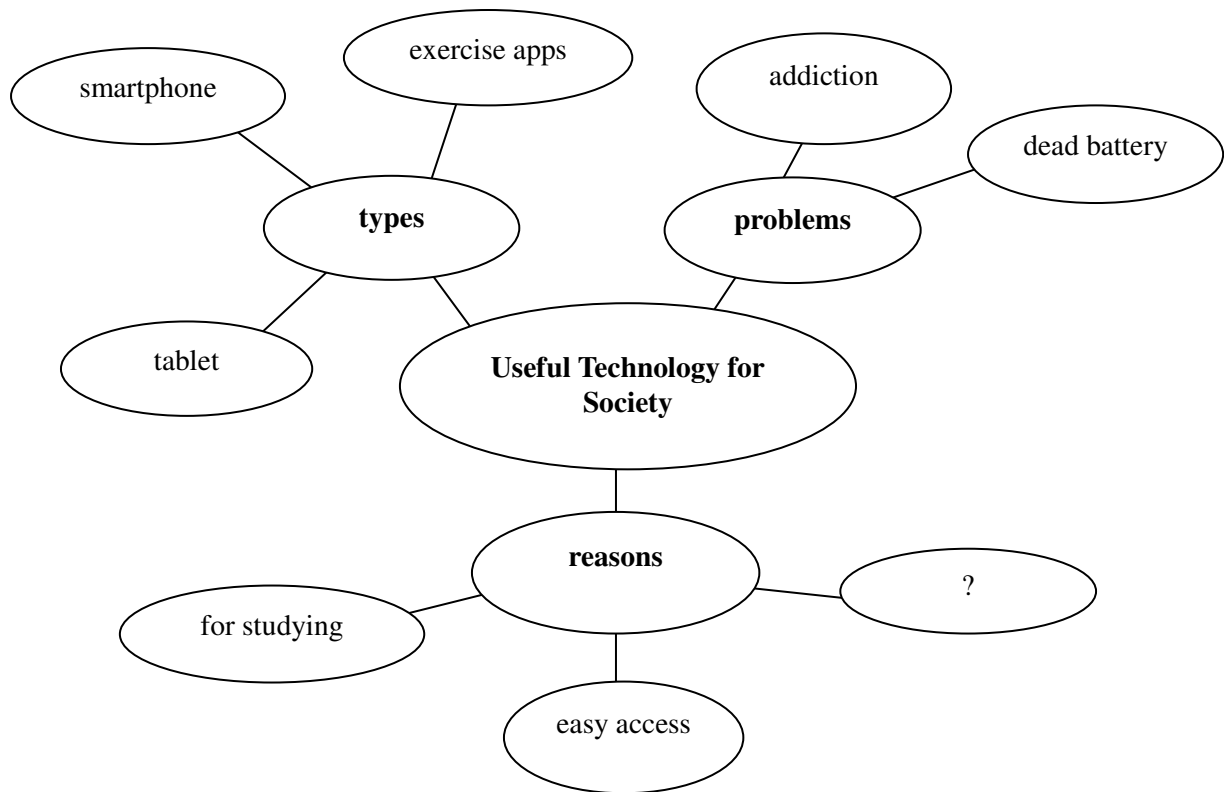 exercise apps
smartphone
addiction
dead battery
types
problems
tablet
Useful Technology for
Society
reasons
?
for studying
easy access